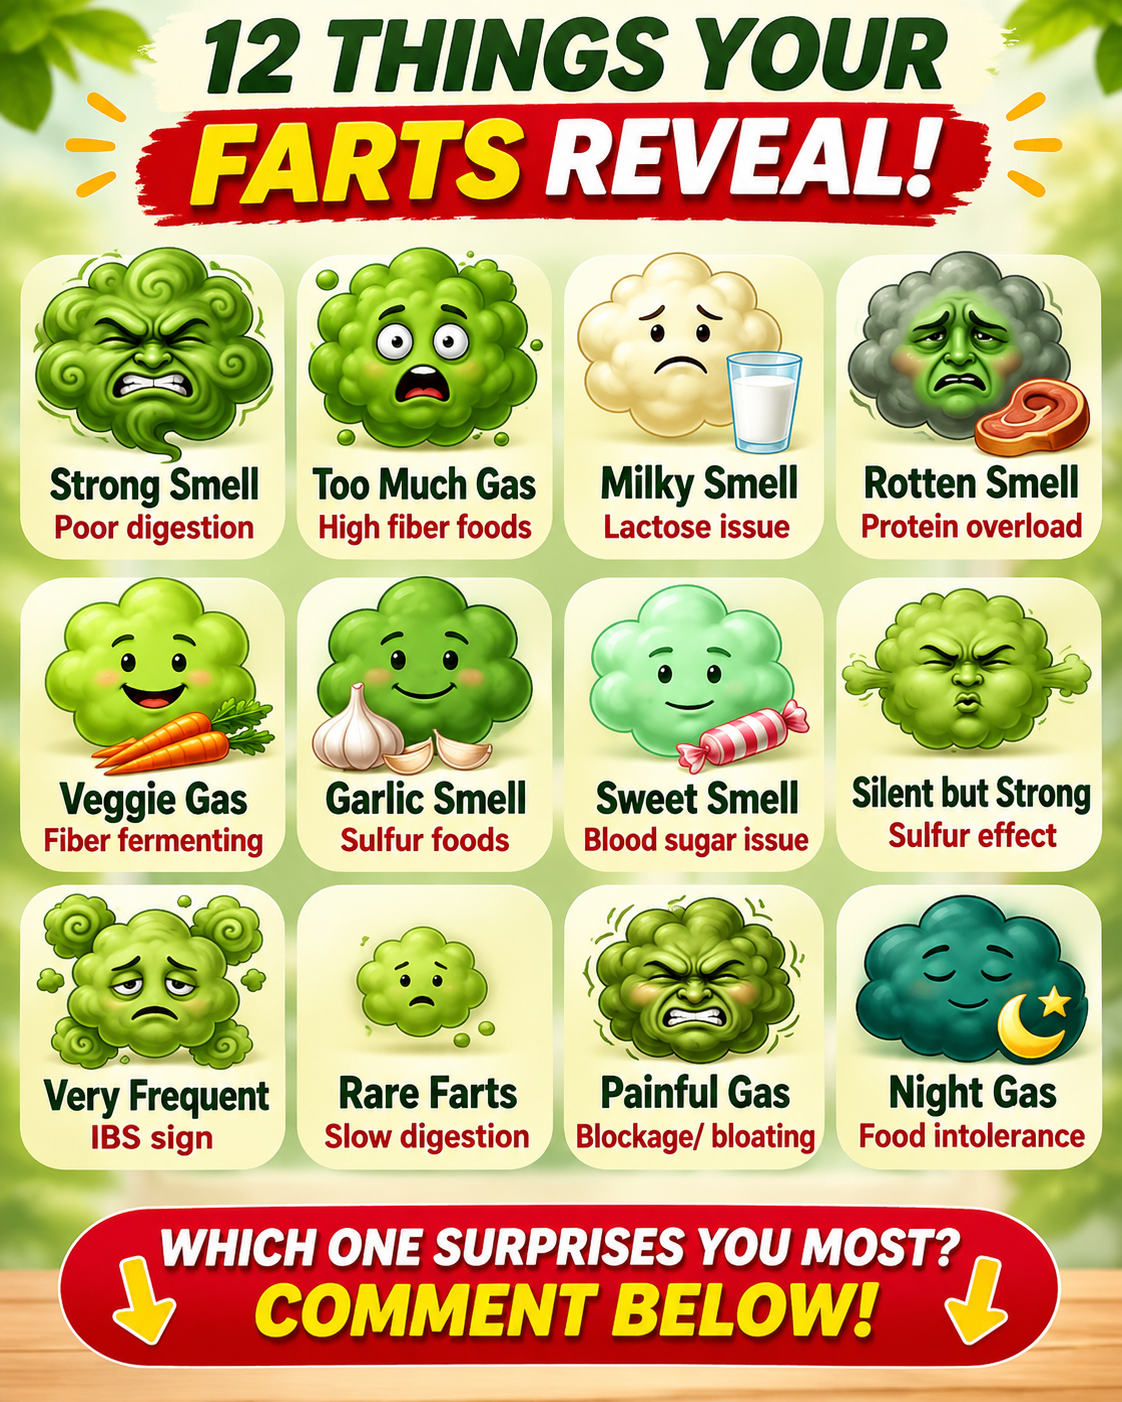 12 THINGS YOUR
FARTS REVEAL!
Strong Smell
Poor digestion
Too Much Gas
High fiber foods
Milky Smell
Lactose issue
Rotten Smell
Protein overload
Veggie Gas
Fiber fermenting
Garlic Smell
Sulfur foods
Sweet Smell
Blood sugar issue
Silent but Strong
Sulfur effect
Very Frequent
IBS sign
Rare Farts
Slow digestion
Painful Gas
Blockage/ bloating
Night Gas
Food intolerance
WHICH ONE SURPRISES YOU MOST?
COMMENT BELOW!